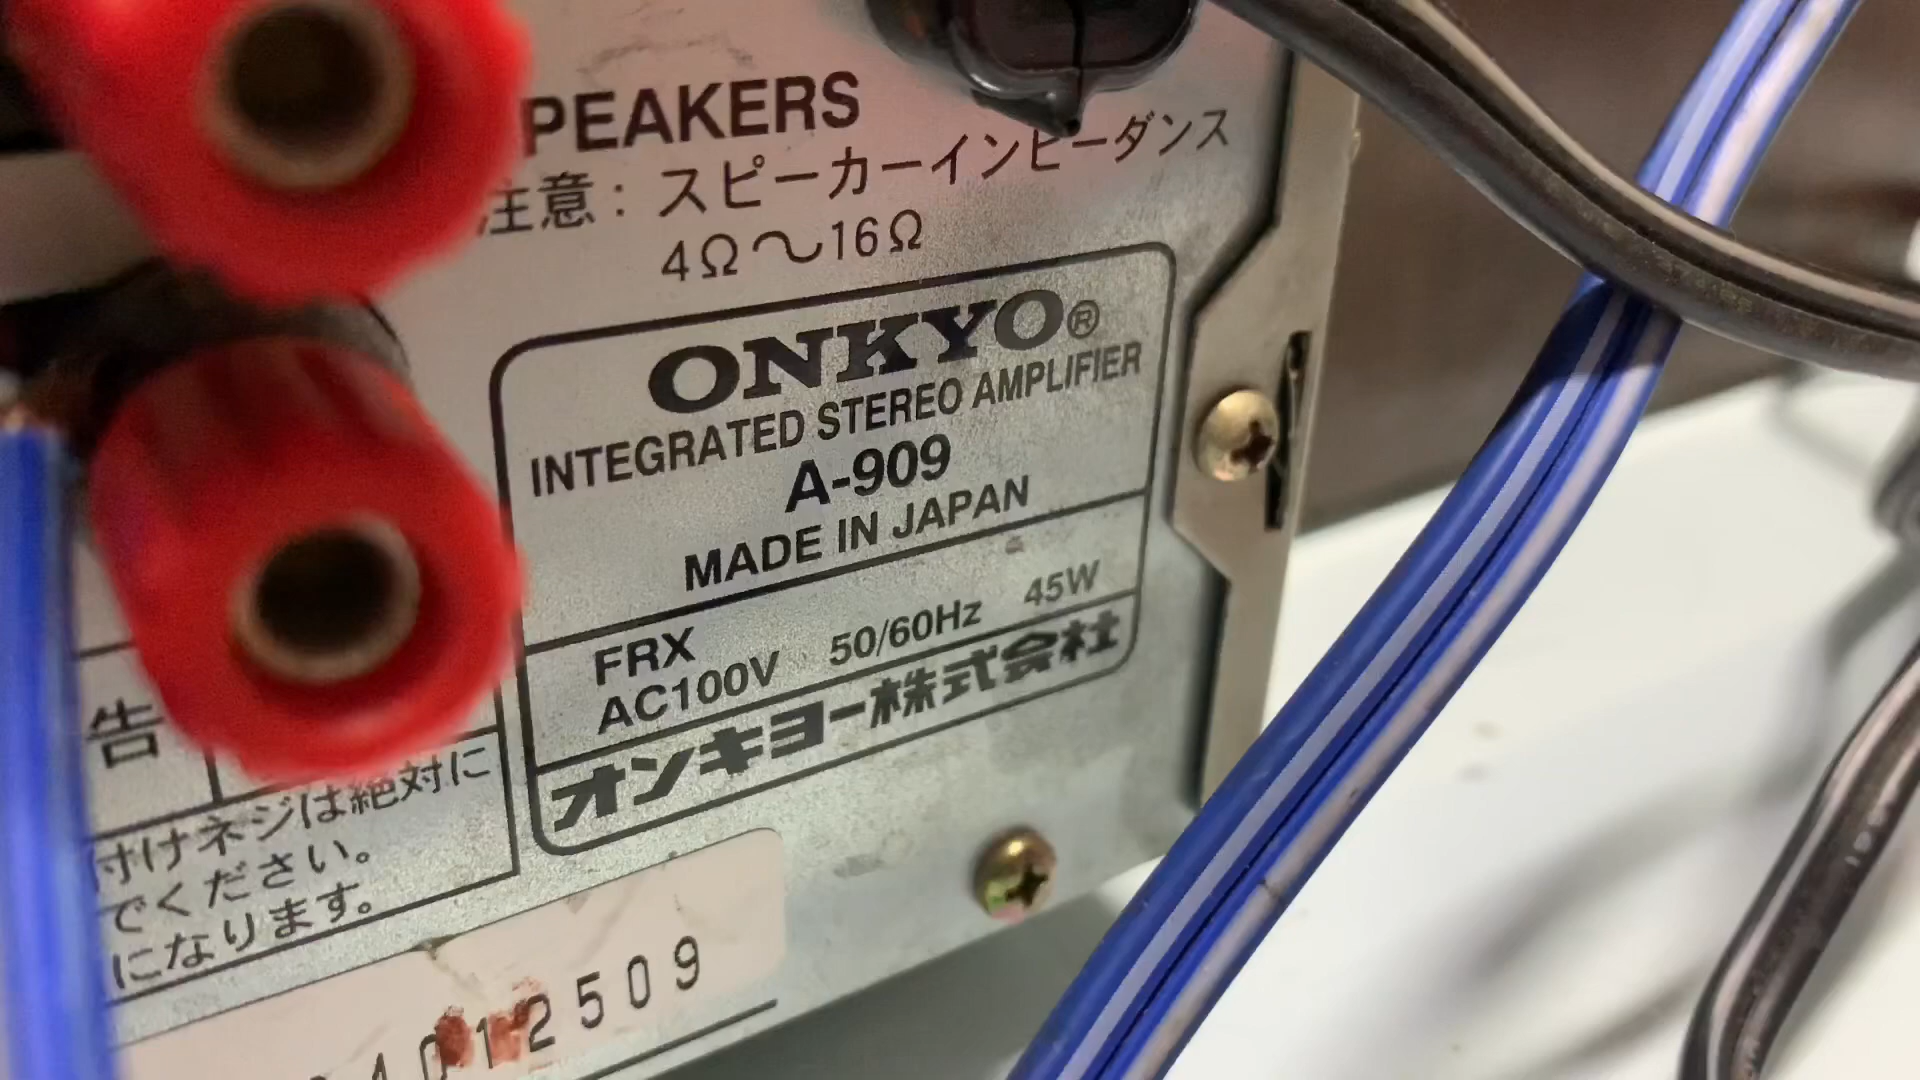 PEAKERS
注意：スピーカーインピーダンス
4Ω〜16Ω
ONKYO®
INTEGRATED STEREO AMPLIFIER
A-909
MADE IN JAPAN
FRX
AC100V 50/60Hz 45W
オンキヨー株式会社
告
付けネジは絶対に
でください。
になります。
4012509